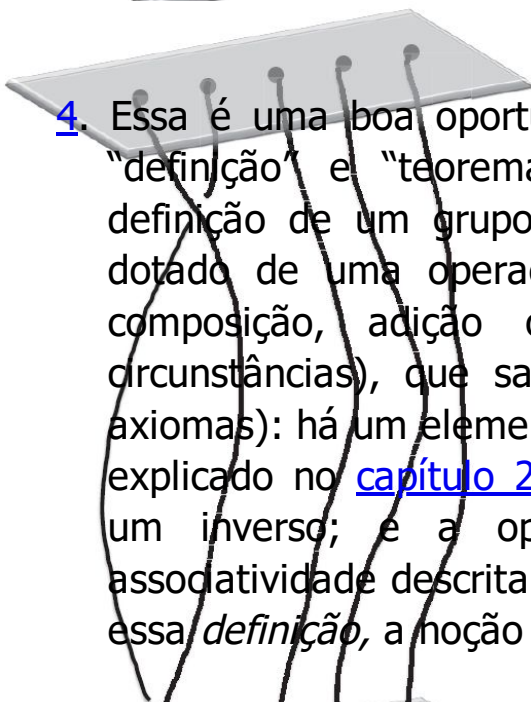 4. Essa é uma boa oport
“definição” e “teorema
definição de um grupo
dotado de uma operaç
composição, adição
circunstâncias), que sa
axiomas): há um eleme
explicado no capítulo 2
um inverso; e a op
associatividade descrita
essa definição, a noção